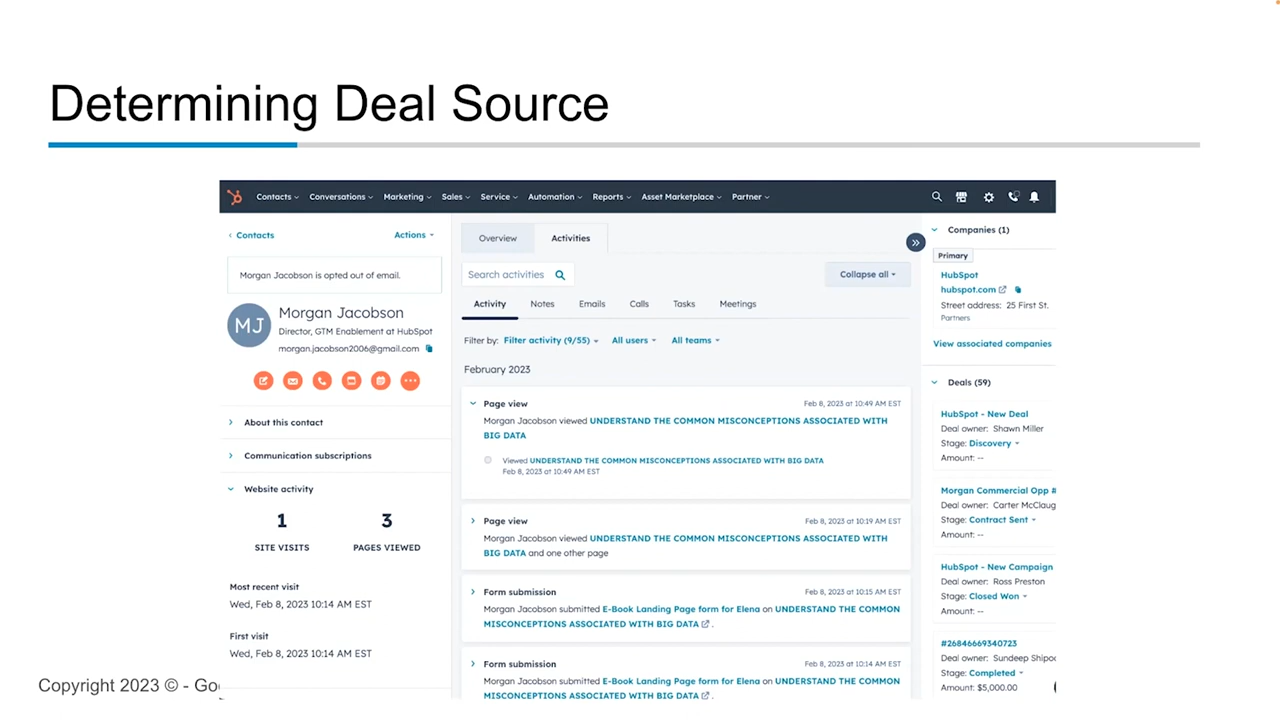 Determining Deal Source
Contacts Conversations Marketing Sales Service Automation Reports Asset Marketplace Partner
Contacts
Actions
Morgan Jacobson is opted out of email.
MJ
Morgan Jacobson
Director, GTM Enablement at HubSpot
morgan.jacobson2006@gmail.com
About this contact
Communication subscriptions
Website activity
1
SITE VISITS
3
PAGES VIEWED
Most recent visit
Wed, Feb 8, 2023 10:14 AM EST
First visit
Wed, Feb 8, 2023 10:14 AM EST
Overview
Activities
Search activities
Collapse all
Activity Notes Emails Calls Tasks Meetings
Filter by: Filter activity (9/55) All users All teams
February 2023
Page view
Feb 8, 2023 at 10:49 AM EST
Morgan Jacobson viewed UNDERSTAND THE COMMON MISCONCEPTIONS ASSOCIATED WITH
BIG DATA
Viewed UNDERSTAND THE COMMON MISCONCEPTIONS ASSOCIATED WITH BIG DATA
Feb 8, 2023 at 10:49 AM EST
Page view
Feb 8, 2023 at 10:19 AM EST
Morgan Jacobson viewed UNDERSTAND THE COMMON MISCONCEPTIONS ASSOCIATED WITH
BIG DATA and one other page
Form submission
Feb 8, 2023 at 10:15 AM EST
Morgan Jacobson submitted E-Book Landing Page form for Elena on UNDERSTAND THE COMMON
MISCONCEPTIONS ASSOCIATED WITH BIG DATA .
Form submission
Feb 8, 2023 at 10:14 AM EST
Morgan Jacobson submitted E-Book Landing Page form for Elena on UNDERSTAND THE COMMON
MISCONCEPTIONS ASSOCIATED WITH BIG DATA .
Companies (1)
Primary
HubSpot
hubspot.com
Street address: 25 First St.
Partners
View associated companies
Deals (59)
HubSpot - New Deal
Deal owner: Shawn Miller
Stage: Discovery
Amount: --
Morgan Commercial Opp #
Deal owner: Carter McClaug
Stage: Contract Sent
Amount: --
HubSpot - New Campaign
Deal owner: Ross Preston
Stage: Closed Won
Amount: --
#26846669340723
Deal owner: Sundeep Shipo
Stage: Completed
Amount: $5,000.00
Copyright 2023 © - Go